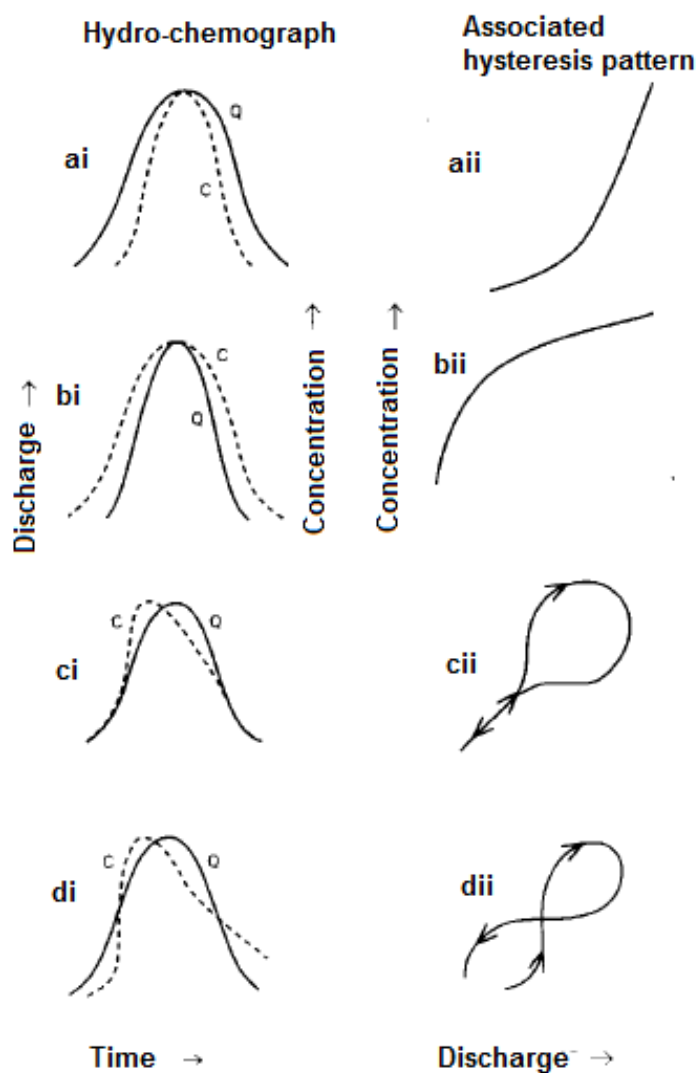 Hydro-chemograph
Associated
hysteresis pattern
Q
ai
C
aii
Discharge →
Concentration →
Concentration →
bi
C
Q
bii
ci
C
Q
cii
di
C
Q
dii
Time →
Discharge →